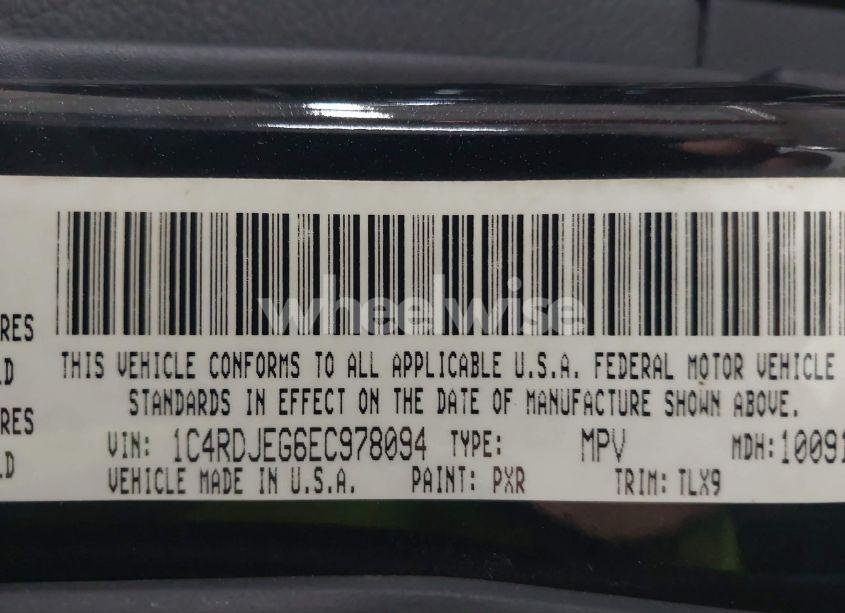 wheelwise
RES
LD
RES
LD
THIS VEHICLE CONFORMS TO ALL APPLICABLE U.S.A. FEDERAL MOTOR VEHICLE
STANDARDS IN EFFECT ON THE DATE OF MANUFACTURE SHOWN ABOVE.
VIN: 1C4RDJEG6EC978094 TYPE: MPV MDH: 10091
VEHICLE MADE IN U.S.A. PAINT: PXR TRIM: TLX9